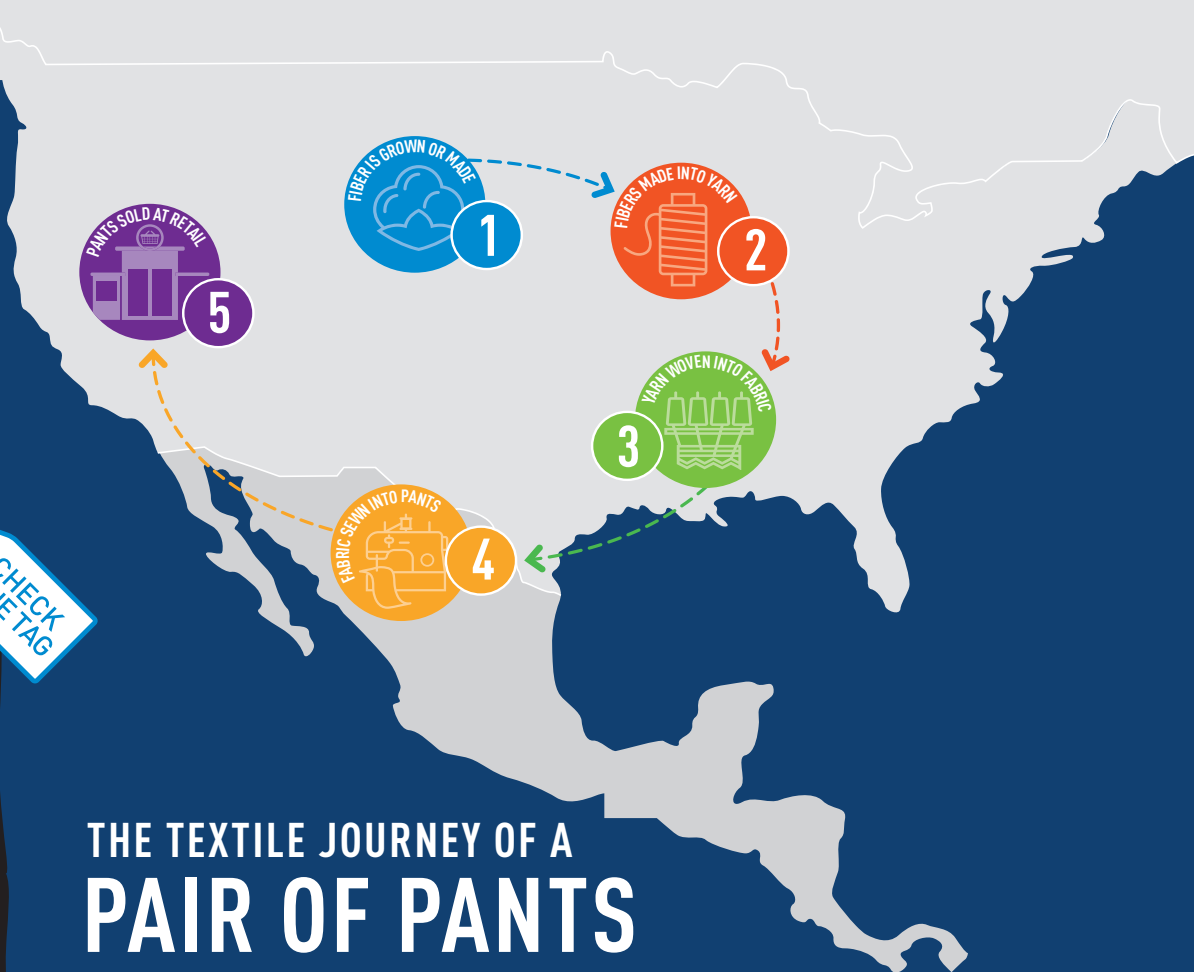 FIBER IS GROWN OR MADE
1
FIBERS MADE INTO YARN
2
YARN WOVEN INTO FABRIC
3
FABRIC SEWN INTO PANTS
4
PANTS SOLD AT RETAIL
5
CHECK
TAG
THE TEXTILE JOURNEY OF A
PAIR OF PANTS